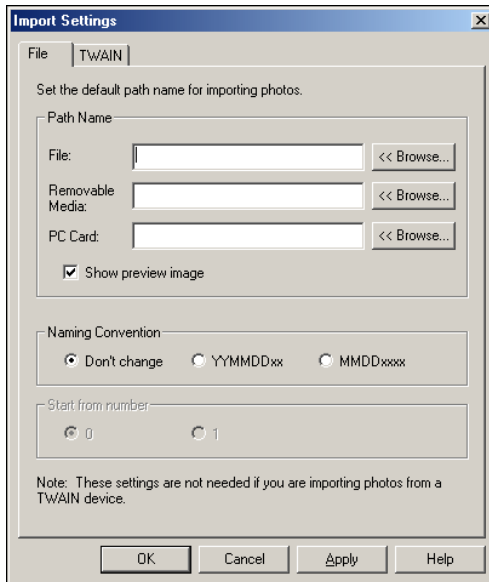 Import Settings
File TWAIN
Set the default path name for importing photos.
Path Name
File: << Browse...
Removable
Media: << Browse...
PC Card: << Browse...
Show preview image
Naming Convention
Don't change YYMMDDxx MMDDxxxx
Start from number
0 1
Note: These settings are not needed if you are importing photos from a
TWAIN device.
OK Cancel Apply Help